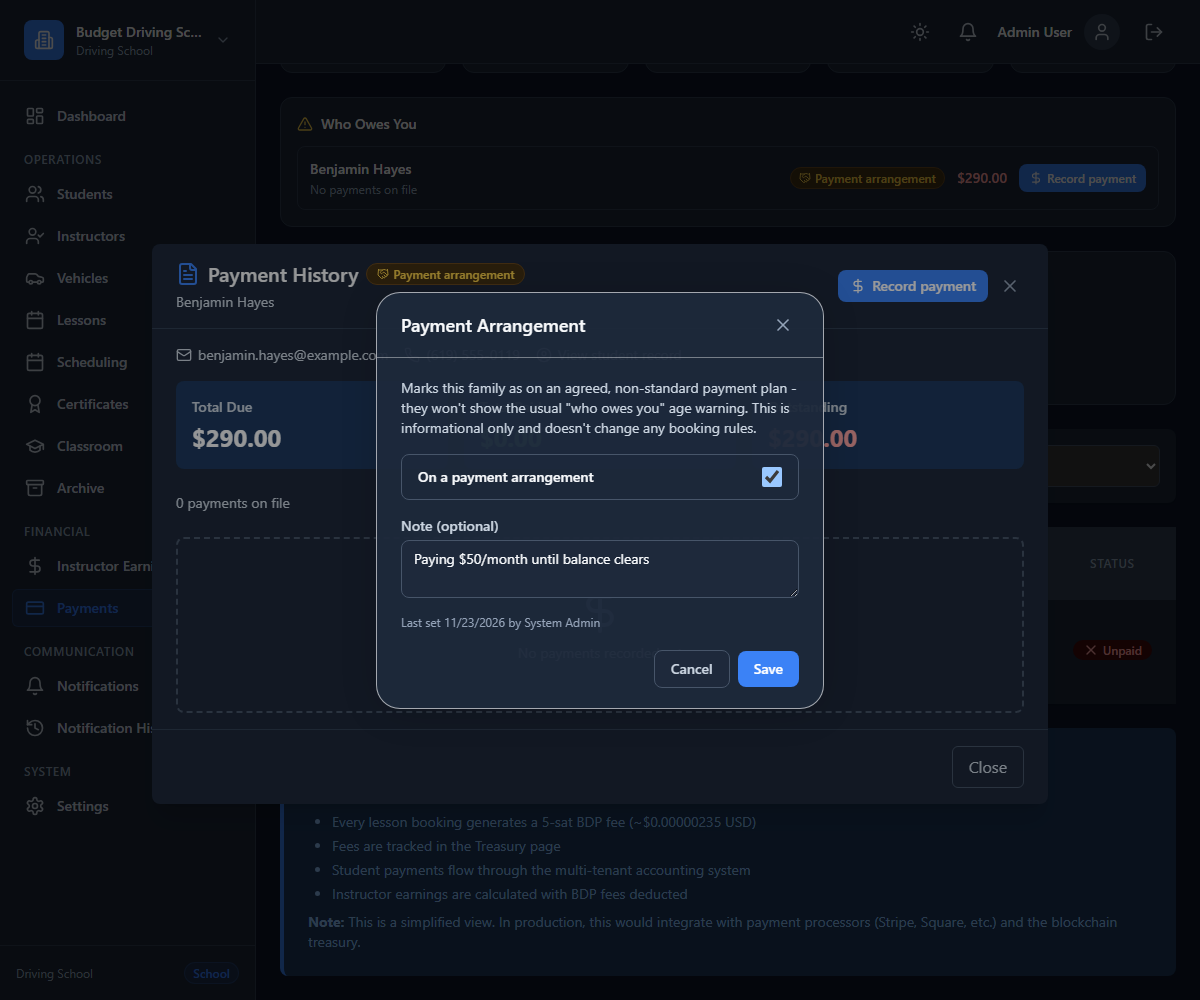 Budget Driving Sc...
Driving School
Admin User
Dashboard
OPERATIONS
Students
Instructors
Vehicles
Lessons
Scheduling
Certificates
Classroom
Archive
FINANCIAL
Instructor Earni
Payments
COMMUNICATION
Notifications
Notification His
SYSTEM
Settings
Driving School
School
Who Owes You
Benjamin Hayes
No payments on file
Payment arrangement
$290.00
$ Record payment
STATUS
Unpaid
Payment History
Payment arrangement
Benjamin Hayes
$ Record payment
benjamin.hayes@example.co
Total Due
$290.00
$0.00
$290.00
0 payments on file
No payments recorde
Close
Payment Arrangement
Marks this family as on an agreed, non-standard payment plan -
they won't show the usual "who owes you" age warning. This is
informational only and doesn't change any booking rules.
On a payment arrangement
Note (optional)
Paying $50/month until balance clears
Last set 11/23/2026 by System Admin
Cancel
Save
• Every lesson booking generates a 5-sat BDP fee (~$0.00000235 USD)
• Fees are tracked in the Treasury page
• Student payments flow through the multi-tenant accounting system
• Instructor earnings are calculated with BDP fees deducted
Note: This is a simplified view. In production, this would integrate with payment processors (Stripe, Square, etc.) and the blockchain
treasury.